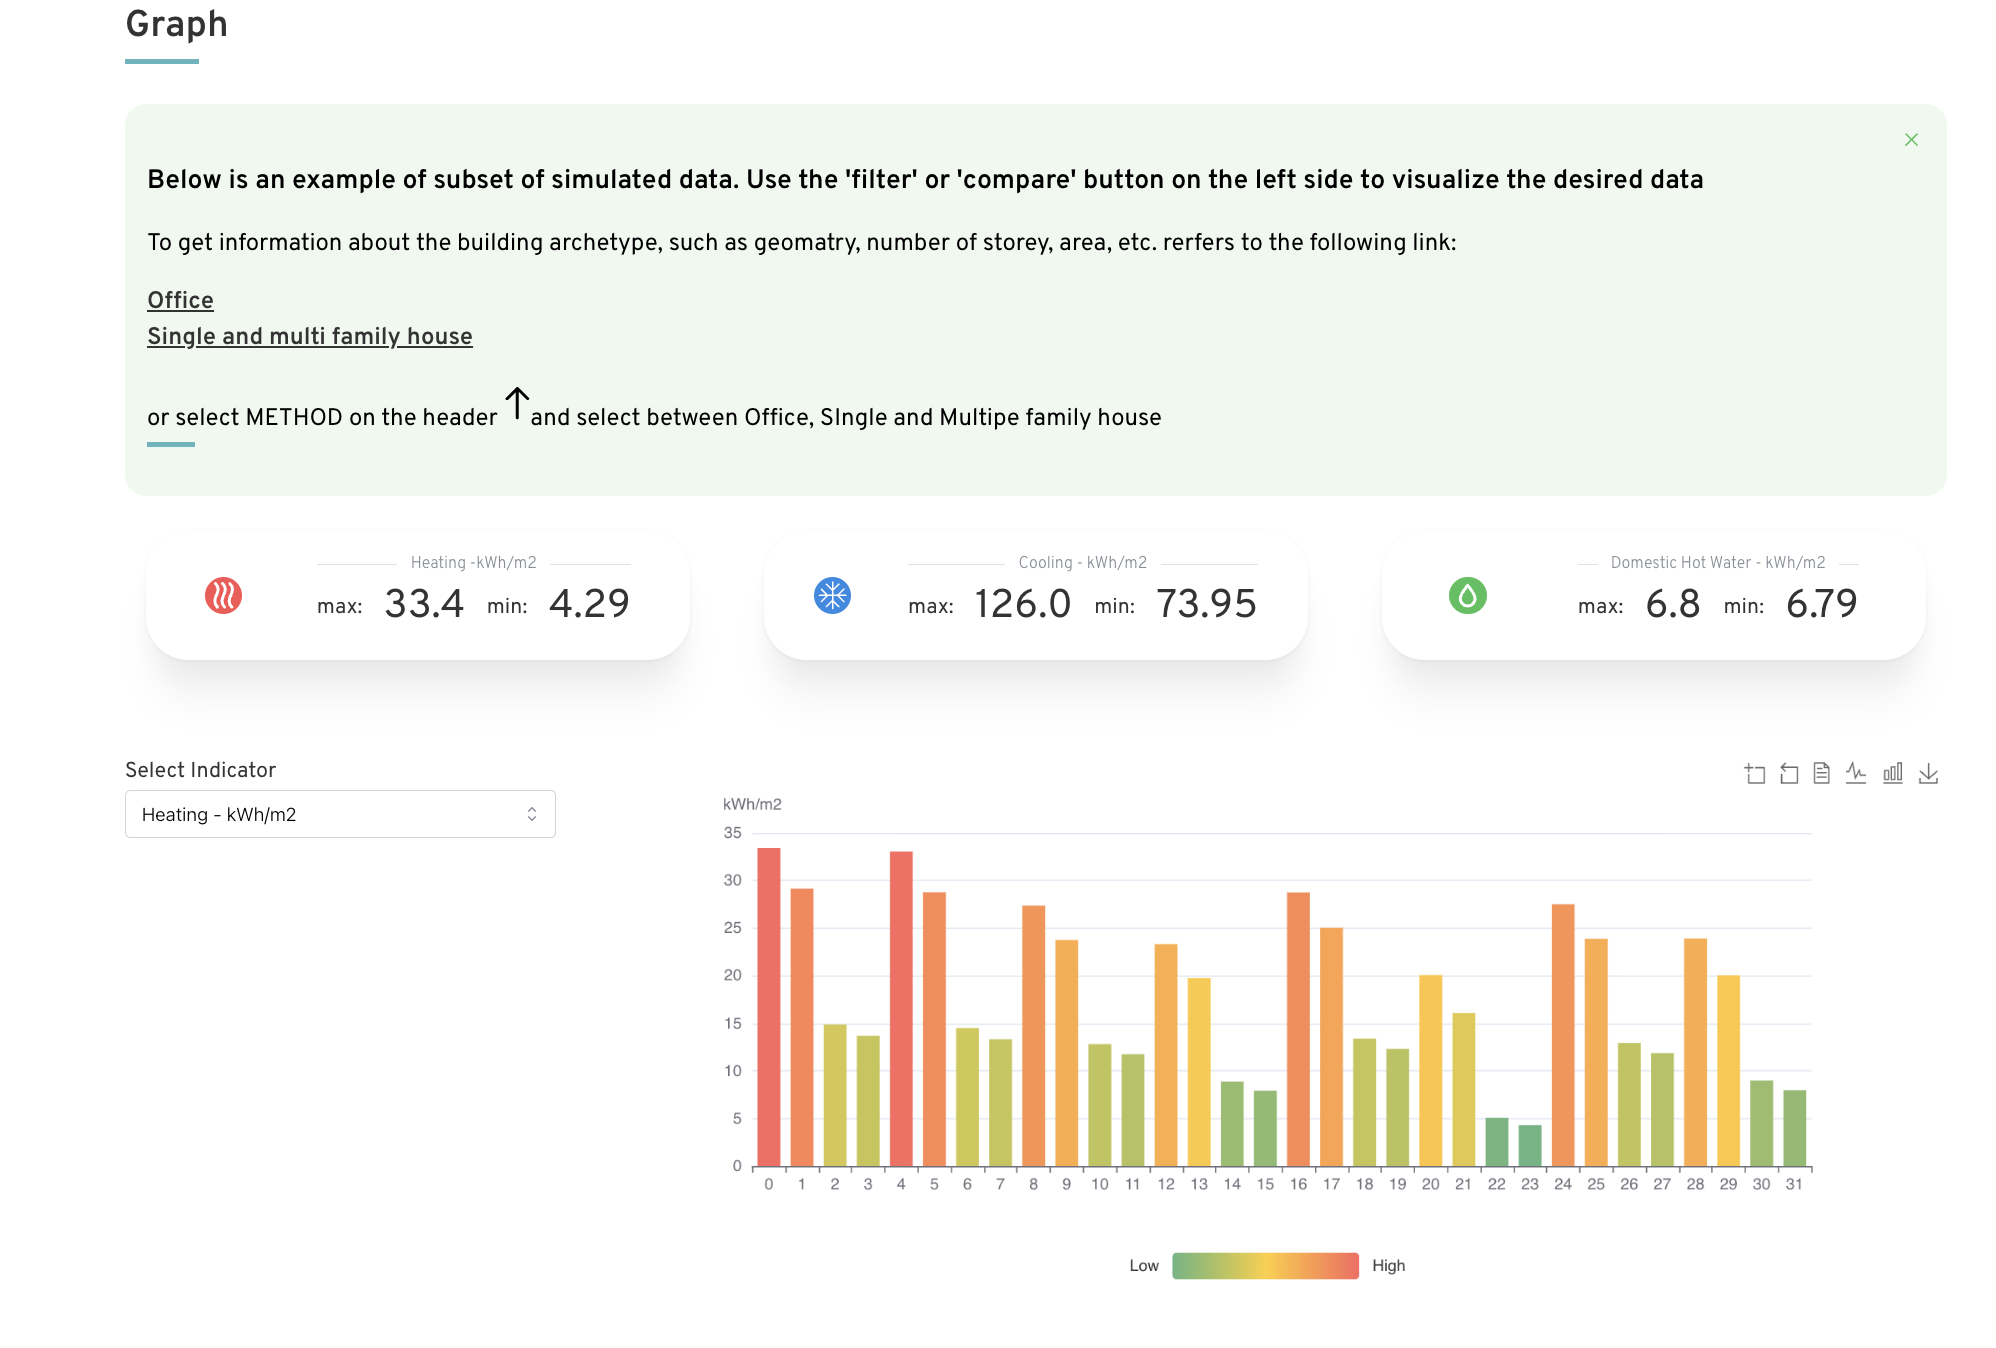 Graph
Below is an example of subset of simulated data. Use the 'filter' or 'compare' button on the left side to visualize the desired data
To get information about the building archetype, such as geomatry, number of storey, area, etc. rerfers to the following link:
Office
Single and multi family house
or select METHOD on the header ↑ and select between Office, SIngle and Multipe family house
Heating -kWh/m2
max: 33.4 min: 4.29
Cooling - kWh/m2
max: 126.0 min: 73.95
Domestic Hot Water - kWh/m2
max: 6.8 min: 6.79
Select Indicator
Heating - kWh/m2
kWh/m2
35
30
25
20
15
10
5
0
0 1 2 3 4 5 6 7 8 9 10 11 12 13 14 15 16 17 18 19 20 21 22 23 24 25 26 27 28 29 30 31
Low High